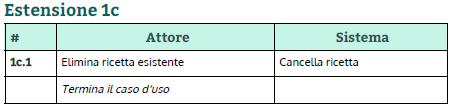 Estensione 1c
# Attore Sistema
1c.1 Elimina ricetta esistente Cancella ricetta
Termina il caso d'uso